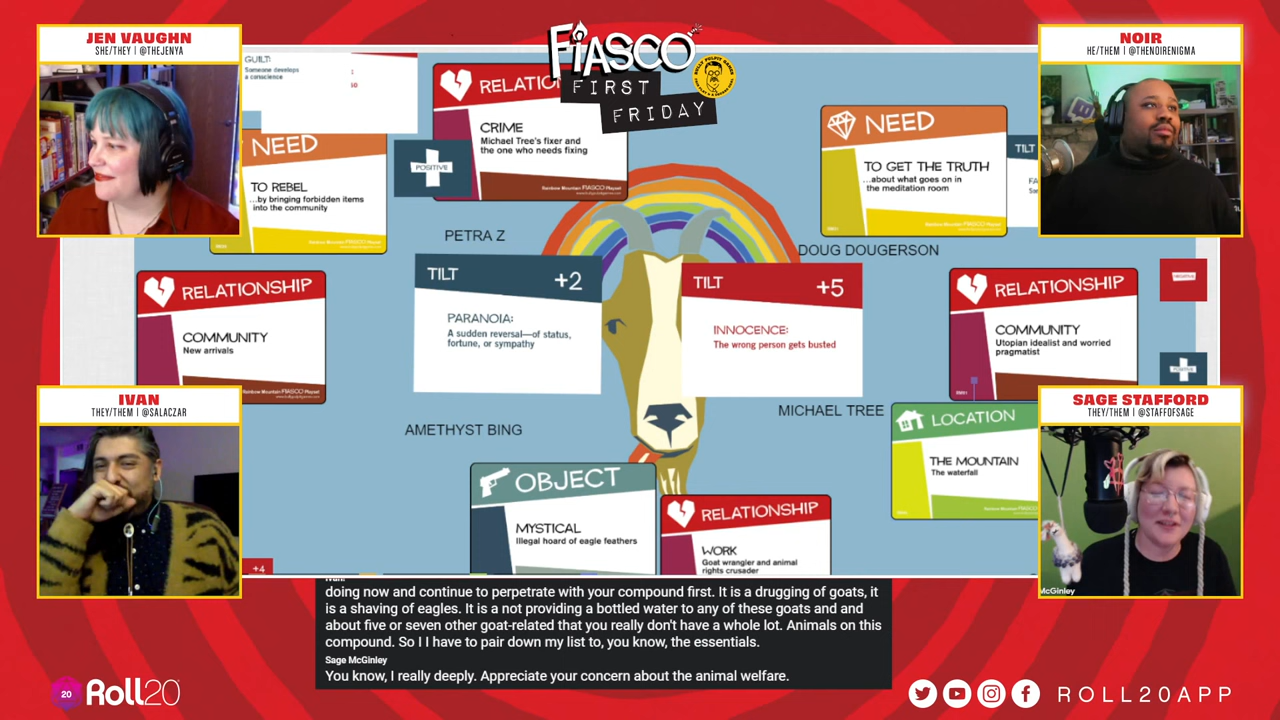 JEN VAUGHN
SHE/THEY | @THEJENYA
FIASCO
FIRST
FRIDAY
NOIR
HE/THEM | @THENOIRENIGMA
GUILT:
Someone develops
a conscience
NEED
TO REBEL
...by bringing forbidden items
into the community
POSITIVE
CRIME
Michael Tree's fixer and
the one who needs fixing
Rainbow Mountain FIASCO Playset
NEED
TO GET THE TRUTH
...about what goes on in
the meditation room
Rainbow Mountain FIASCO Playset
TILT
PETRA Z
DOUG DOUGERSON
RELATIONSHIP
COMMUNITY
New arrivals
TILT +2
PARANOIA:
A sudden reversal—of status,
fortune, or sympathy
TILT +5
INNOCENCE:
The wrong person gets busted
RELATIONSHIP
COMMUNITY
Utopian idealist and worried
pragmatist
NEGATIVE
POSITIVE
IVAN
THEY/THEM | @SALACZAR
AMETHYST BING
MICHAEL TREE
SAGE STAFFORD
THEY/THEM | @STAFFOFSAGE
LOCATION
THE MOUNTAIN
The waterfall
OBJECT
MYSTICAL
Illegal hoard of eagle feathers
RELATIONSHIP
WORK
Goat wrangler and animal
rights crusader
+4
McGinley
doing now and continue to perpetrate with your compound first. It is a drugging of goats, it
is a shaving of eagles. It is a not providing a bottled water to any of these goats and and
about five or seven other goat-related that you really don't have a whole lot. Animals on this
compound. So I I have to pair down my list to, you know, the essentials.
Sage McGinley
You know, I really deeply. Appreciate your concern about the animal welfare.
20 Roll20
ROLL20APP